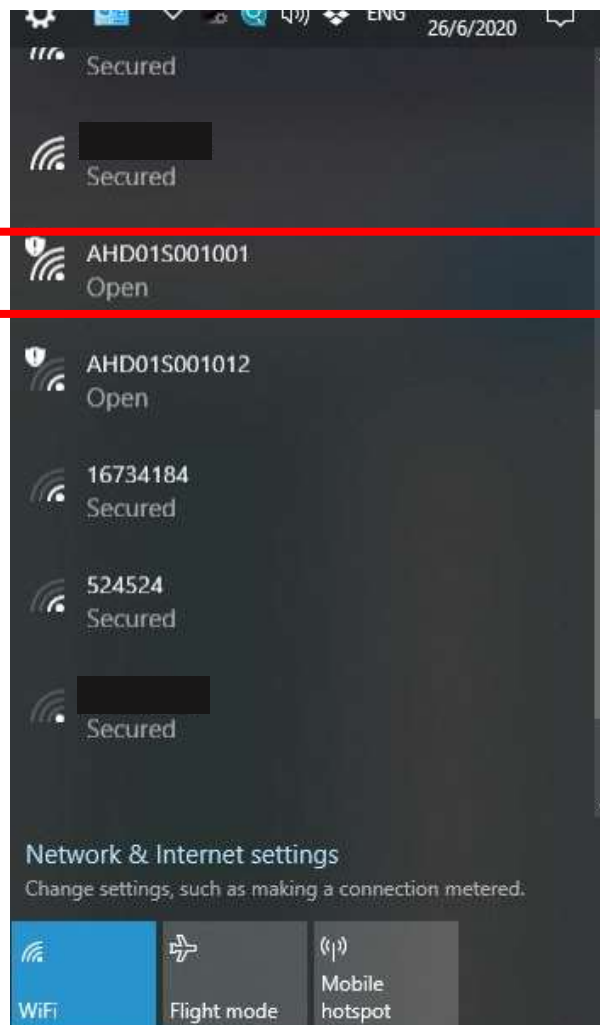 ENG
26/6/2020
Secured
Secured
AHD01S001001
Open
AHD01S001012
Open
16734184
Secured
524524
Secured
Secured
Network & Internet settings
Change settings, such as making a connection metered.
WiFi
Flight mode
Mobile
hotspot